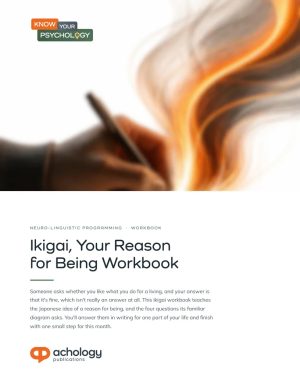 KNOW YOUR
PSYCHOLOGY
NEURO-LINGUISTIC PROGRAMMING · WORKBOOK
Ikigai, Your Reason
for Being Workbook
Someone asks whether you like what you do for a living, and your answer is
that it's fine, which isn't really an answer at all. This ikigai workbook teaches
the Japanese idea of a reason for being, and the four questions its familiar
diagram asks. You'll answer them in writing for one part of your life and finish
with one small step for this month.
achology
publications